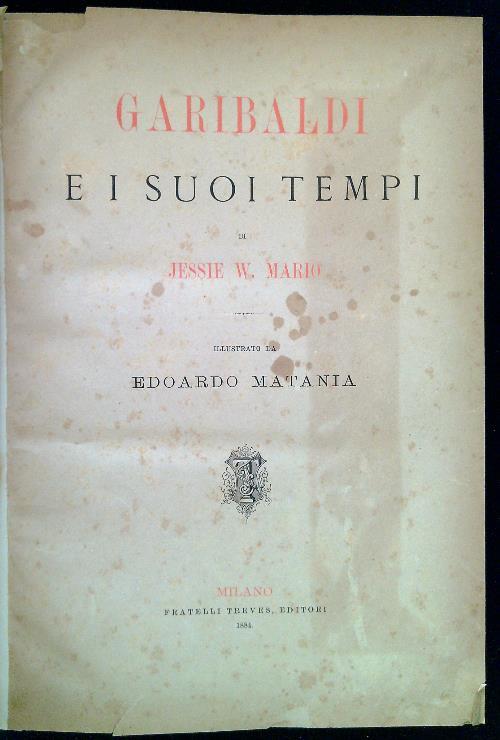 GARIBALDI
E I SUOI TEMPI
DI
JESSIE W. MARIO
ILLUSTRATO DA
EDOARDO MATANIA
MILANO
FRATELLI TREVES, EDITORI
1884.